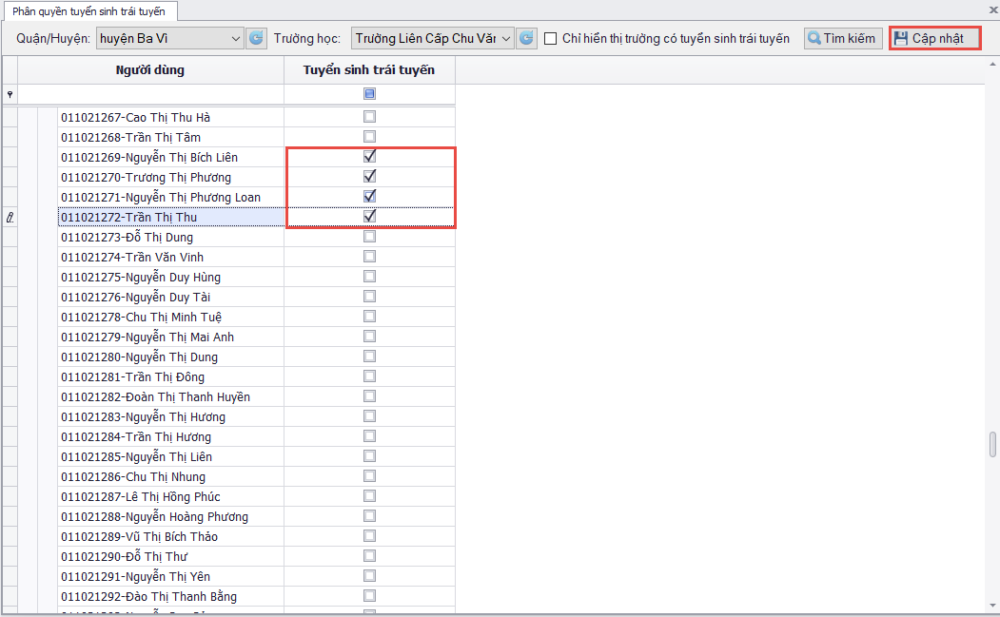 Phân quyền tuyển sinh trái tuyến
Quận/Huyện: huyện Ba Vì Trường học: Trường Liên Cấp Chu Văn Chỉ hiển thị trường có tuyển sinh trái tuyến Tìm kiếm Cập nhật
Người dùng Tuyển sinh trái tuyến
011021267-Cao Thị Thu Hà
011021268-Trần Thị Tâm
011021269-Nguyễn Thị Bích Liên
011021270-Trương Thị Phương
011021271-Nguyễn Thị Phương Loan
011021272-Trần Thị Thu
011021273-Đỗ Thị Dung
011021274-Trần Văn Vinh
011021275-Nguyễn Duy Hùng
011021276-Nguyễn Duy Tài
011021278-Chu Thị Minh Tuệ
011021279-Nguyễn Thị Mai Anh
011021280-Nguyễn Thị Dung
011021281-Trần Thị Đông
011021282-Đoàn Thị Thanh Huyền
011021283-Nguyễn Thị Hương
011021284-Trần Thị Hương
011021285-Nguyễn Thị Liên
011021286-Chu Thị Nhung
011021287-Lê Thị Hồng Phúc
011021288-Nguyễn Hoàng Phương
011021289-Vũ Thị Bích Thảo
011021290-Đỗ Thị Thư
011021291-Nguyễn Thị Yên
011021292-Đào Thị Thanh Bằng